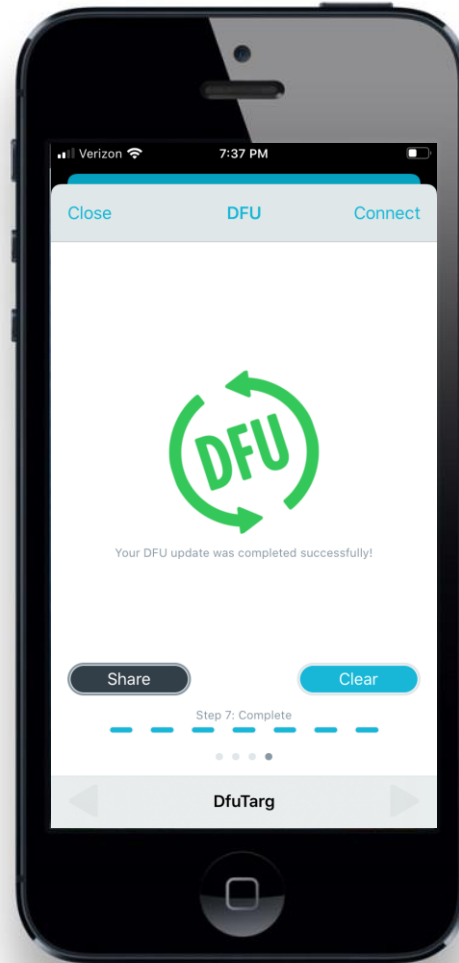 Verizon 7:37 PM
Close DFU Connect
DFU
Your DFU update was completed successfully!
Share Clear
Step 7: Complete
DfuTarg